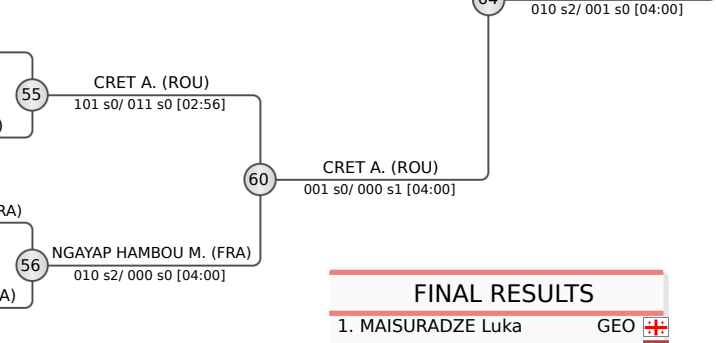 010 s2/ 001 s0 [04:00]
CRET A. (ROU)
55
101 s0/ 011 s0 [02:56]
CRET A. (ROU)
60
001 s0/ 000 s1 [04:00]
RA)
NGAYAP HAMBOU M. (FRA)
56
010 s2/ 000 s0 [04:00]
A)
FINAL RESULTS
1. MAISURADZE Luka GEO